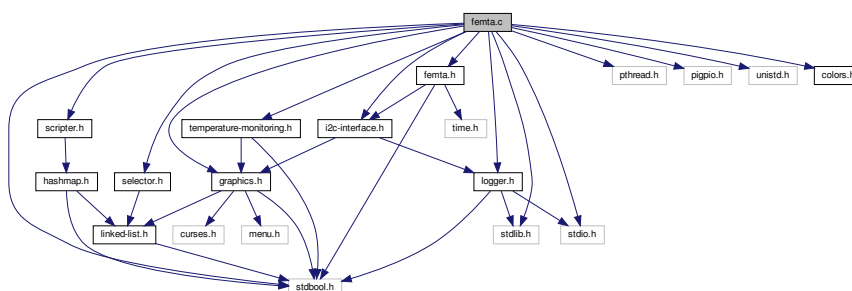 femta.c
femta.h
pthread.h
pigpio.h
unistd.h
colors.h
scripter.h
temperature-monitoring.h
i2c-interface.h
time.h
hashmap.h
selector.h
graphics.h
logger.h
linked-list.h
curses.h
menu.h
stdlib.h
stdio.h
stdbool.h